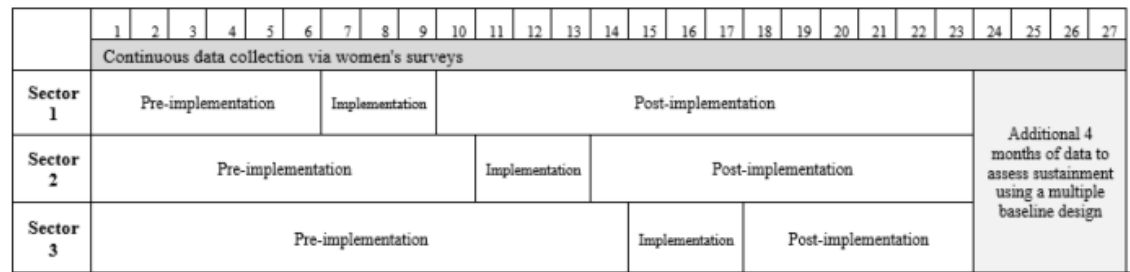 1 2 3 4 5 6 7 8 9 10 11 12 13 14 15 16 17 18 19 20 21 22 23 24 25 26 27
Continuous data collection via women's surveys
Sector
1
Pre-implementation
Implementation
Post-implementation
Sector
2
Pre-implementation
Implementation
Post-implementation
Sector
3
Pre-implementation
Implementation
Post-implementation
Additional 4
months of data to
assess sustainment
using a multiple
baseline design